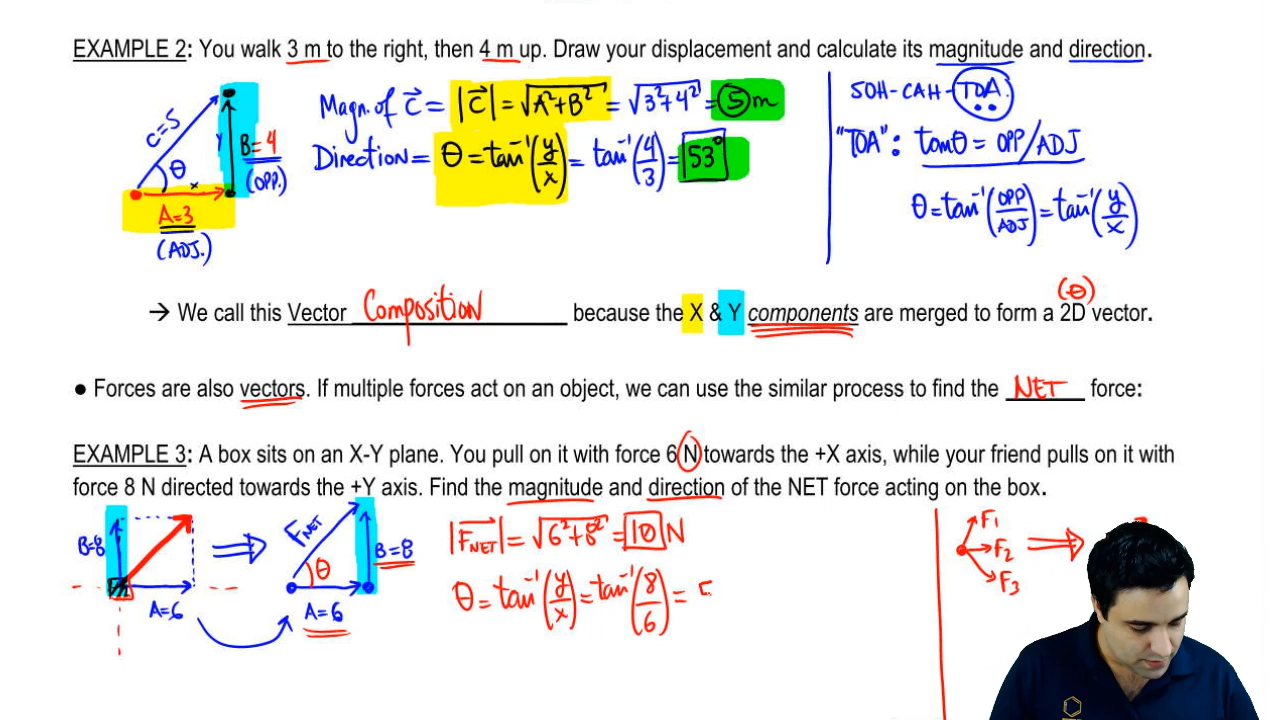 EXAMPLE 2: You walk 3 m to the right, then 4 m up. Draw your displacement and calculate its magnitude and direction.
C=5
θ
x
y
B=4
(OPP.)
A=3
(ADJ.)
Magn. of C⃗ = |C⃗| = √A²+B² = √3²+4² = 5 m
Direction = θ = tan⁻¹(y/x) = tan⁻¹(4/3) = 53°
SOH-CAH-TOA
"TOA": tanθ = OPP/ADJ
θ = tan⁻¹(OPP/ADJ) = tan⁻¹(y/x)
(θ)
→ We call this Vector Composition because the X & Y components are merged to form a 2D vector.
● Forces are also vectors. If multiple forces act on an object, we can use the similar process to find the NET force:
EXAMPLE 3: A box sits on an X-Y plane. You pull on it with force 6 N towards the +X axis, while your friend pulls on it with
force 8 N directed towards the +Y axis. Find the magnitude and direction of the NET force acting on the box.
B=8
A=6
⇒
F_NET
θ
B=8
A=6
|F⃗_NET| = √6²+8² = 10 N
θ = tan⁻¹(y/x) = tan⁻¹(8/6) =
F₁
F₂
F₃
⇒